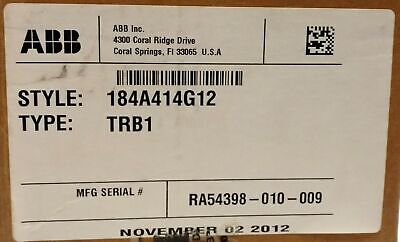 ABB
ABB Inc.
4300 Coral Ridge Drive
Coral Springs, Fl 33065 U.S.A
STYLE: 184A414G12
TYPE: TRB1
MFG SERIAL # RA54398-010-009
NOVEMBER 02 2012